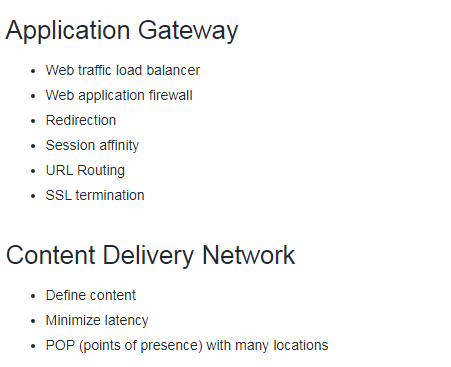 Application Gateway
Web traffic load balancer
Web application firewall
Redirection
Session affinity
URL Routing
SSL termination
Content Delivery Network
Define content
Minimize latency
POP (points of presence) with many locations